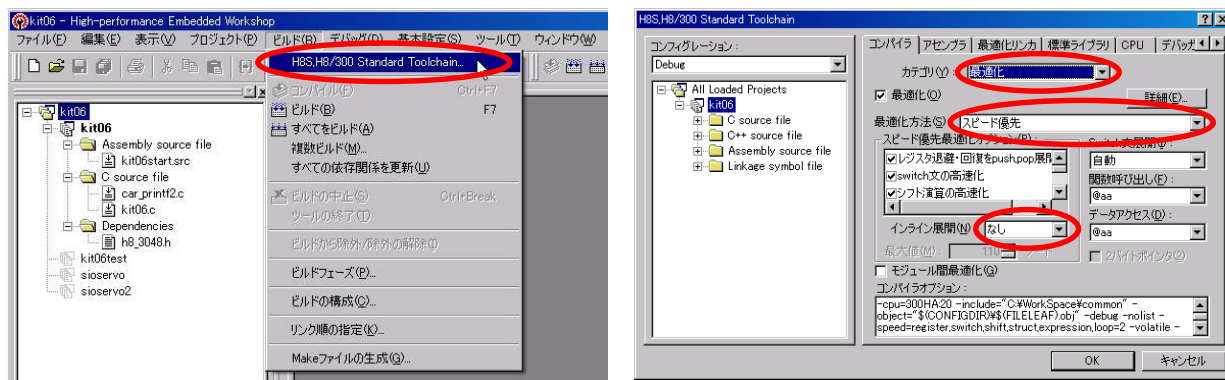 kit06 - High-performance Embedded Workshop
ファイル(F) 編集(E) 表示(V) プロジェクト(P) ビルド(B) デバッグ(D) 基本設定(S) ツール(T) ウィンドウ(W)
H8S,H8/300 Standard Toolchain...
コンパイル(F) Ctrl+F7
ビルド(B) F7
すべてをビルド(A)
複数ビルド(M)...
すべての依存関係を更新(U)
ビルドの中止(S) Ctrl+Break
ツールの終了(T)
ビルドから除外/除外の解除(I)
ビルドフェーズ(P)...
ビルドの構成(C)...
リンク順の指定(K)...
Makeファイルの生成(G)...
kit06
kit06
Assembly source file
kit06start.src
C source file
car_printf2.c
kit06.c
Dependencies
h8_3048.h
kit06test
sioservo
sioservo2
H8S,H8/300 Standard Toolchain
コンフィグレーション :
Debug
All Loaded Projects
kit06
C source file
C++ source file
Assembly source file
Linkage symbol file
コンパイラ アセンブラ 最適化リンカ 標準ライブラリ CPU デバッガ
カテゴリ(Y) : 最適化
最適化(O) 詳細(E)...
最適化方法(S) : スピード優先
スピード優先最適化オプション(P) :
レジスタ退避・回復をpush,pop展開
switch文の高速化
シフト演算の高速化
インライン展開(N) : なし
最大値(M) : 110 ノード
Switch文展開(I) :
自動
関数呼び出し(F) :
@aa
データアクセス(D) :
@aa
2バイトポインタ(2)
モジュール間最適化(G)
コンパイラオプション :
-cpu=300HA:20 -include="C:¥WorkSpace¥common" -
object="$(CONFIGDIR)¥$(FILELEAF).obj" -debug -nolist -
speed=register,switch,shift,struct,expression,loop=2 -volatile -
OK キャンセル